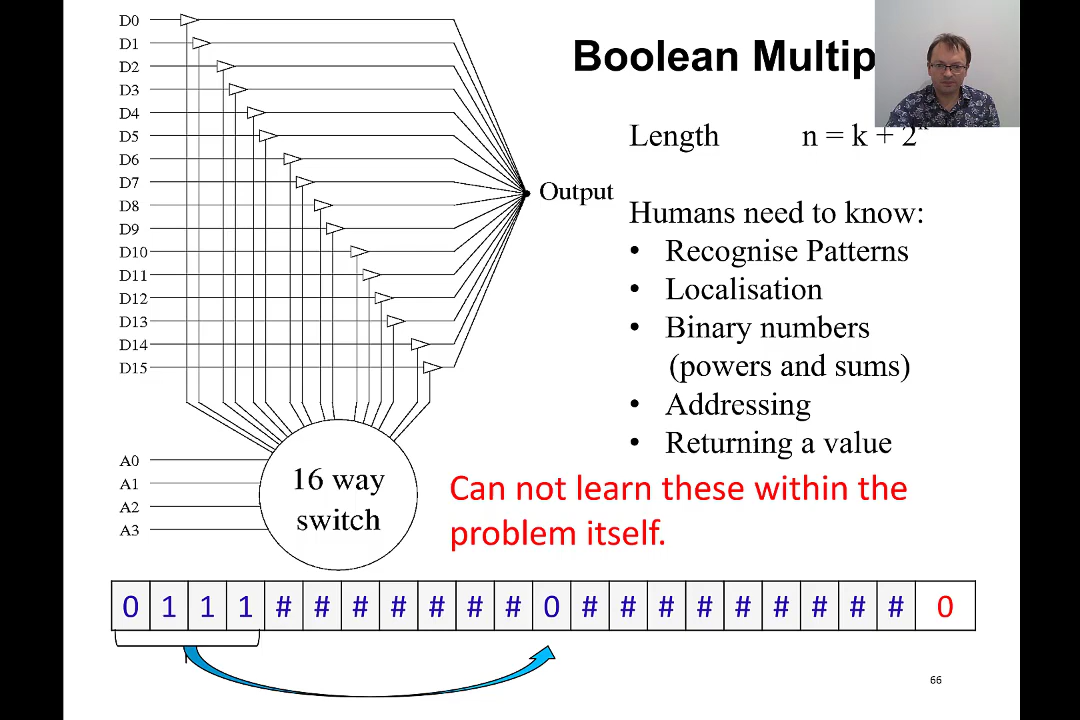 Boolean Multip
Length n = k + 2
D0
D1
D2
D3
D4
D5
D6
D7
D8
D9
D10
D11
D12
D13
D14
D15
Output
Humans need to know:
• Recognise Patterns
• Localisation
• Binary numbers
(powers and sums)
• Addressing
• Returning a value
A0
A1
A2
A3
16 way
switch
Can not learn these within the
problem itself.
0 1 1 1 # # # # # # # 0 # # # # # # # # # 0
66